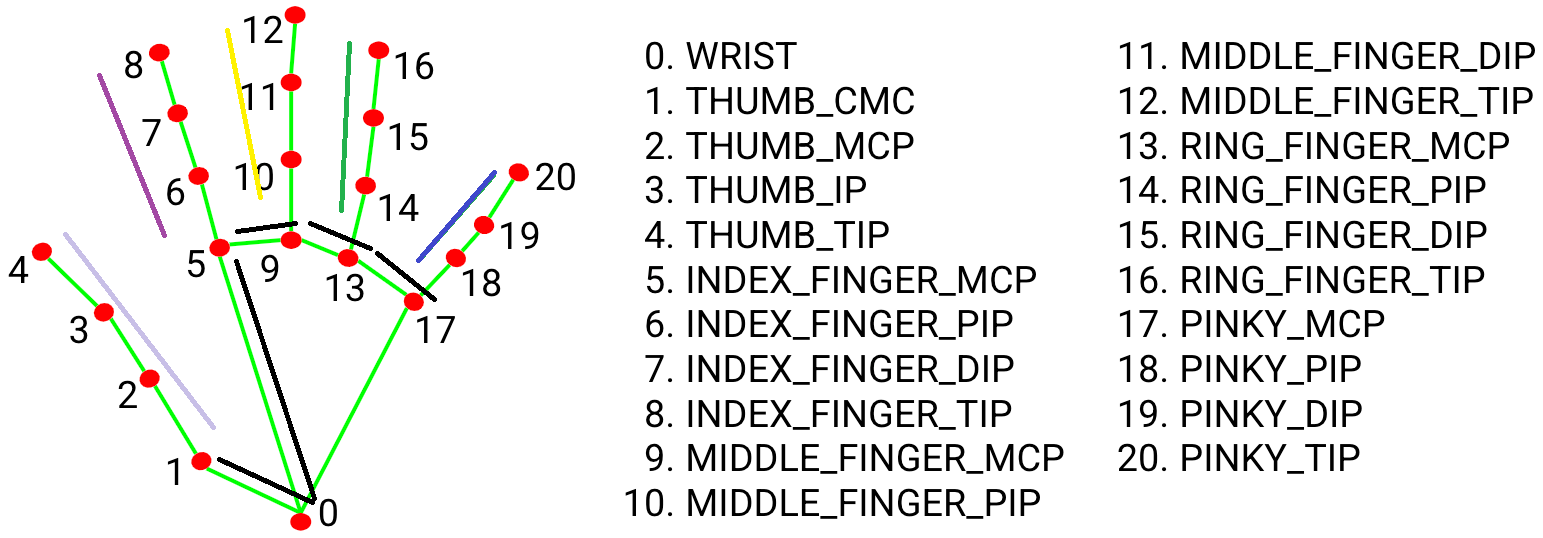 12
8
16
11
7
15
10
6
20
14
19
5
9
4
18
13
3
17
2
1
0
0. WRIST
1. THUMB_CMC
2. THUMB_MCP
3. THUMB_IP
4. THUMB_TIP
5. INDEX_FINGER_MCP
6. INDEX_FINGER_PIP
7. INDEX_FINGER_DIP
8. INDEX_FINGER_TIP
9. MIDDLE_FINGER_MCP
10. MIDDLE_FINGER_PIP
11. MIDDLE_FINGER_DIP
12. MIDDLE_FINGER_TIP
13. RING_FINGER_MCP
14. RING_FINGER_PIP
15. RING_FINGER_DIP
16. RING_FINGER_TIP
17. PINKY_MCP
18. PINKY_PIP
19. PINKY_DIP
20. PINKY_TIP